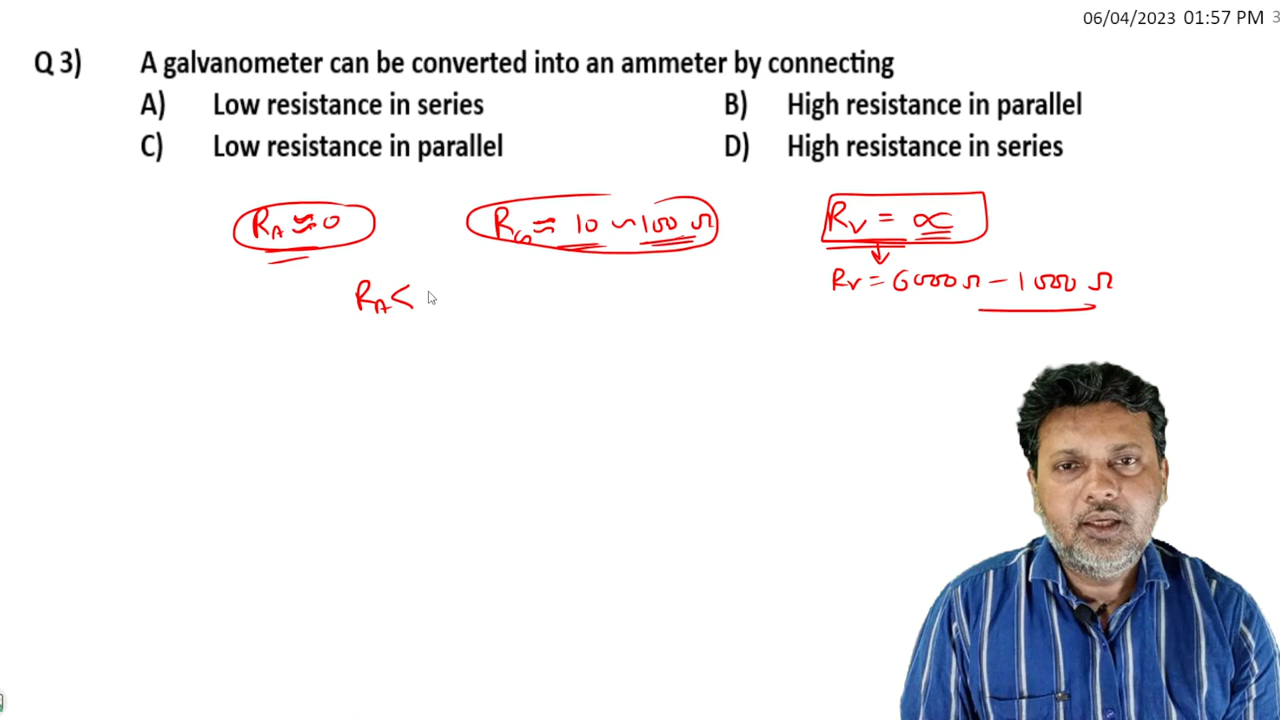 06/04/2023 01:57 PM 3
Q 3) A galvanometer can be converted into an ammeter by connecting
A) Low resistance in series B) High resistance in parallel
C) Low resistance in parallel D) High resistance in series
R_A ≈ 0 R_G ≈ 10 ~ 100 Ω R_V = ∝
R_V = 6000 Ω – 1000 Ω
R_A <